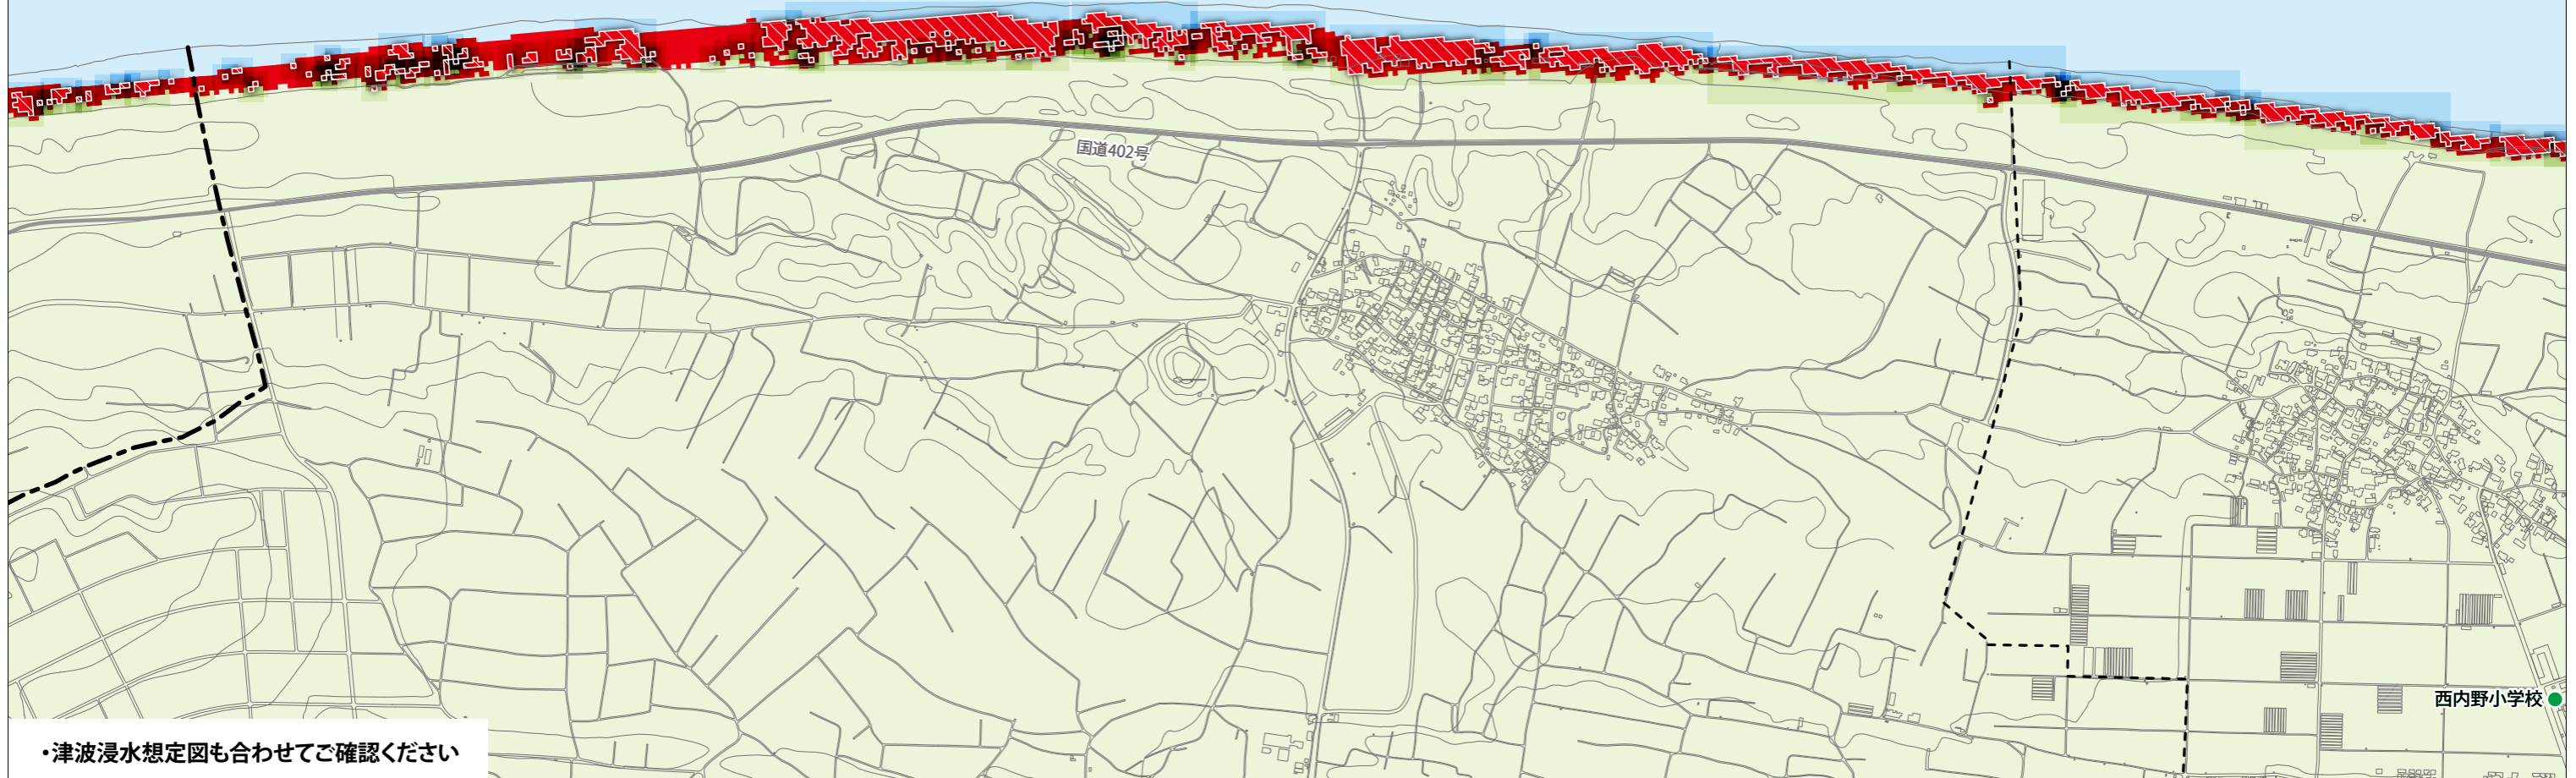 国道402号
西内野小学校
・津波浸水想定図も合わせてご確認ください